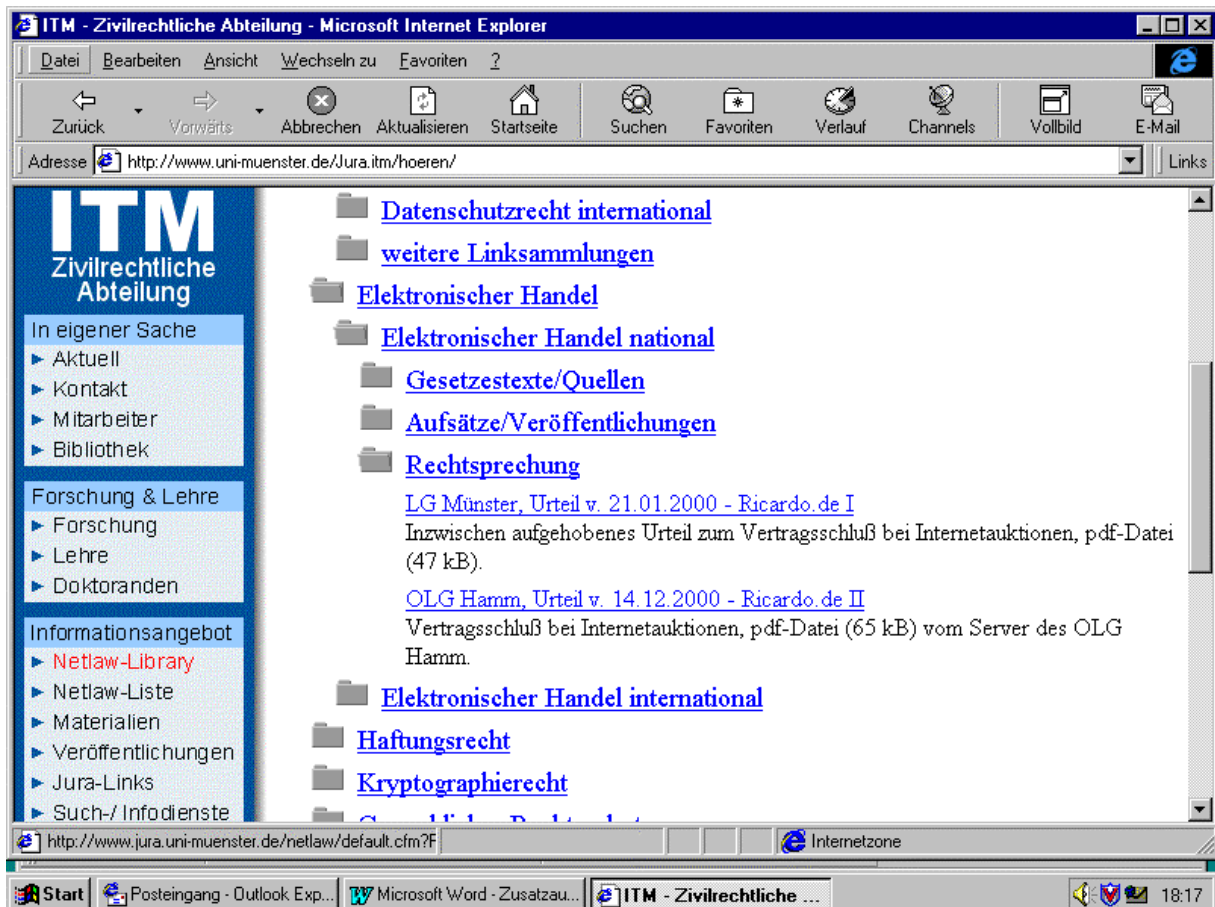 ITM - Zivilrechtliche Abteilung - Microsoft Internet Explorer
Datei Bearbeiten Ansicht Wechseln zu Favoriten ?
Zurück Vorwärts Abbrechen Aktualisieren Startseite Suchen Favoriten Verlauf Channels Vollbild E-Mail
Adresse http://www.uni-muenster.de/Jura.itm/hoeren/ Links
ITM
Zivilrechtliche
Abteilung
In eigener Sache
Aktuell
Kontakt
Mitarbeiter
Bibliothek
Forschung & Lehre
Forschung
Lehre
Doktoranden
Informationsangebot
Netlaw-Library
Netlaw-Liste
Materialien
Veröffentlichungen
Jura-Links
Such-/ Infodienste
Datenschutzrecht international
weitere Linksammlungen
Elektronischer Handel
Elektronischer Handel national
Gesetzestexte/Quellen
Aufsätze/Veröffentlichungen
Rechtsprechung
LG Münster, Urteil v. 21.01.2000 - Ricardo.de I
Inzwischen aufgehobenes Urteil zum Vertragsschluß bei Internetauktionen, pdf-Datei
(47 kB).
OLG Hamm, Urteil v. 14.12.2000 - Ricardo.de II
Vertragsschluß bei Internetauktionen, pdf-Datei (65 kB) vom Server des OLG
Hamm.
Elektronischer Handel international
Haftungsrecht
Kryptographierecht
http://www.jura.uni-muenster.de/netlaw/default.cfm?F Internetzone
Start Posteingang - Outlook Exp... Microsoft Word - Zusatzau... ITM - Zivilrechtliche ... 18:17